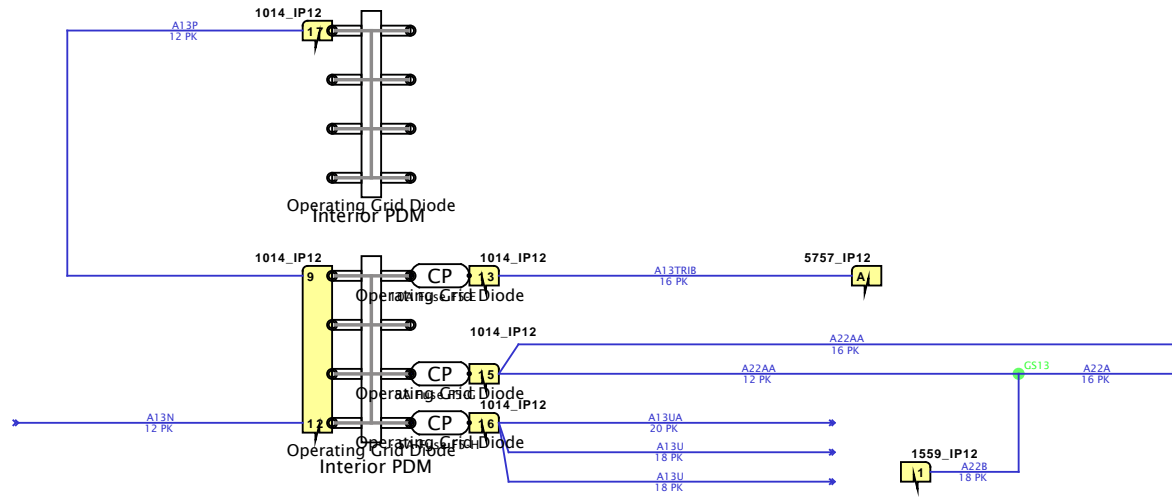 1014_IP12
A13P
12 PK
17
Operating Grid Diode
Interior PDM
1014_IP12
9
CP
1014_IP12
13
A13TRIB
16 PK
5757_IP12
A
Operating Grid Diode
1014_IP12
A22AA
16 PK
CP
15
A22AA
12 PK
GS13
A22A
16 PK
Operating Grid Diode
1014_IP12
A13N
12 PK
12
CP
16
A13UA
20 PK
Operating Grid Diode
Operating Grid Diode
Interior PDM
A13U
18 PK
A13U
18 PK
1559_IP12
1
A22B
18 PK